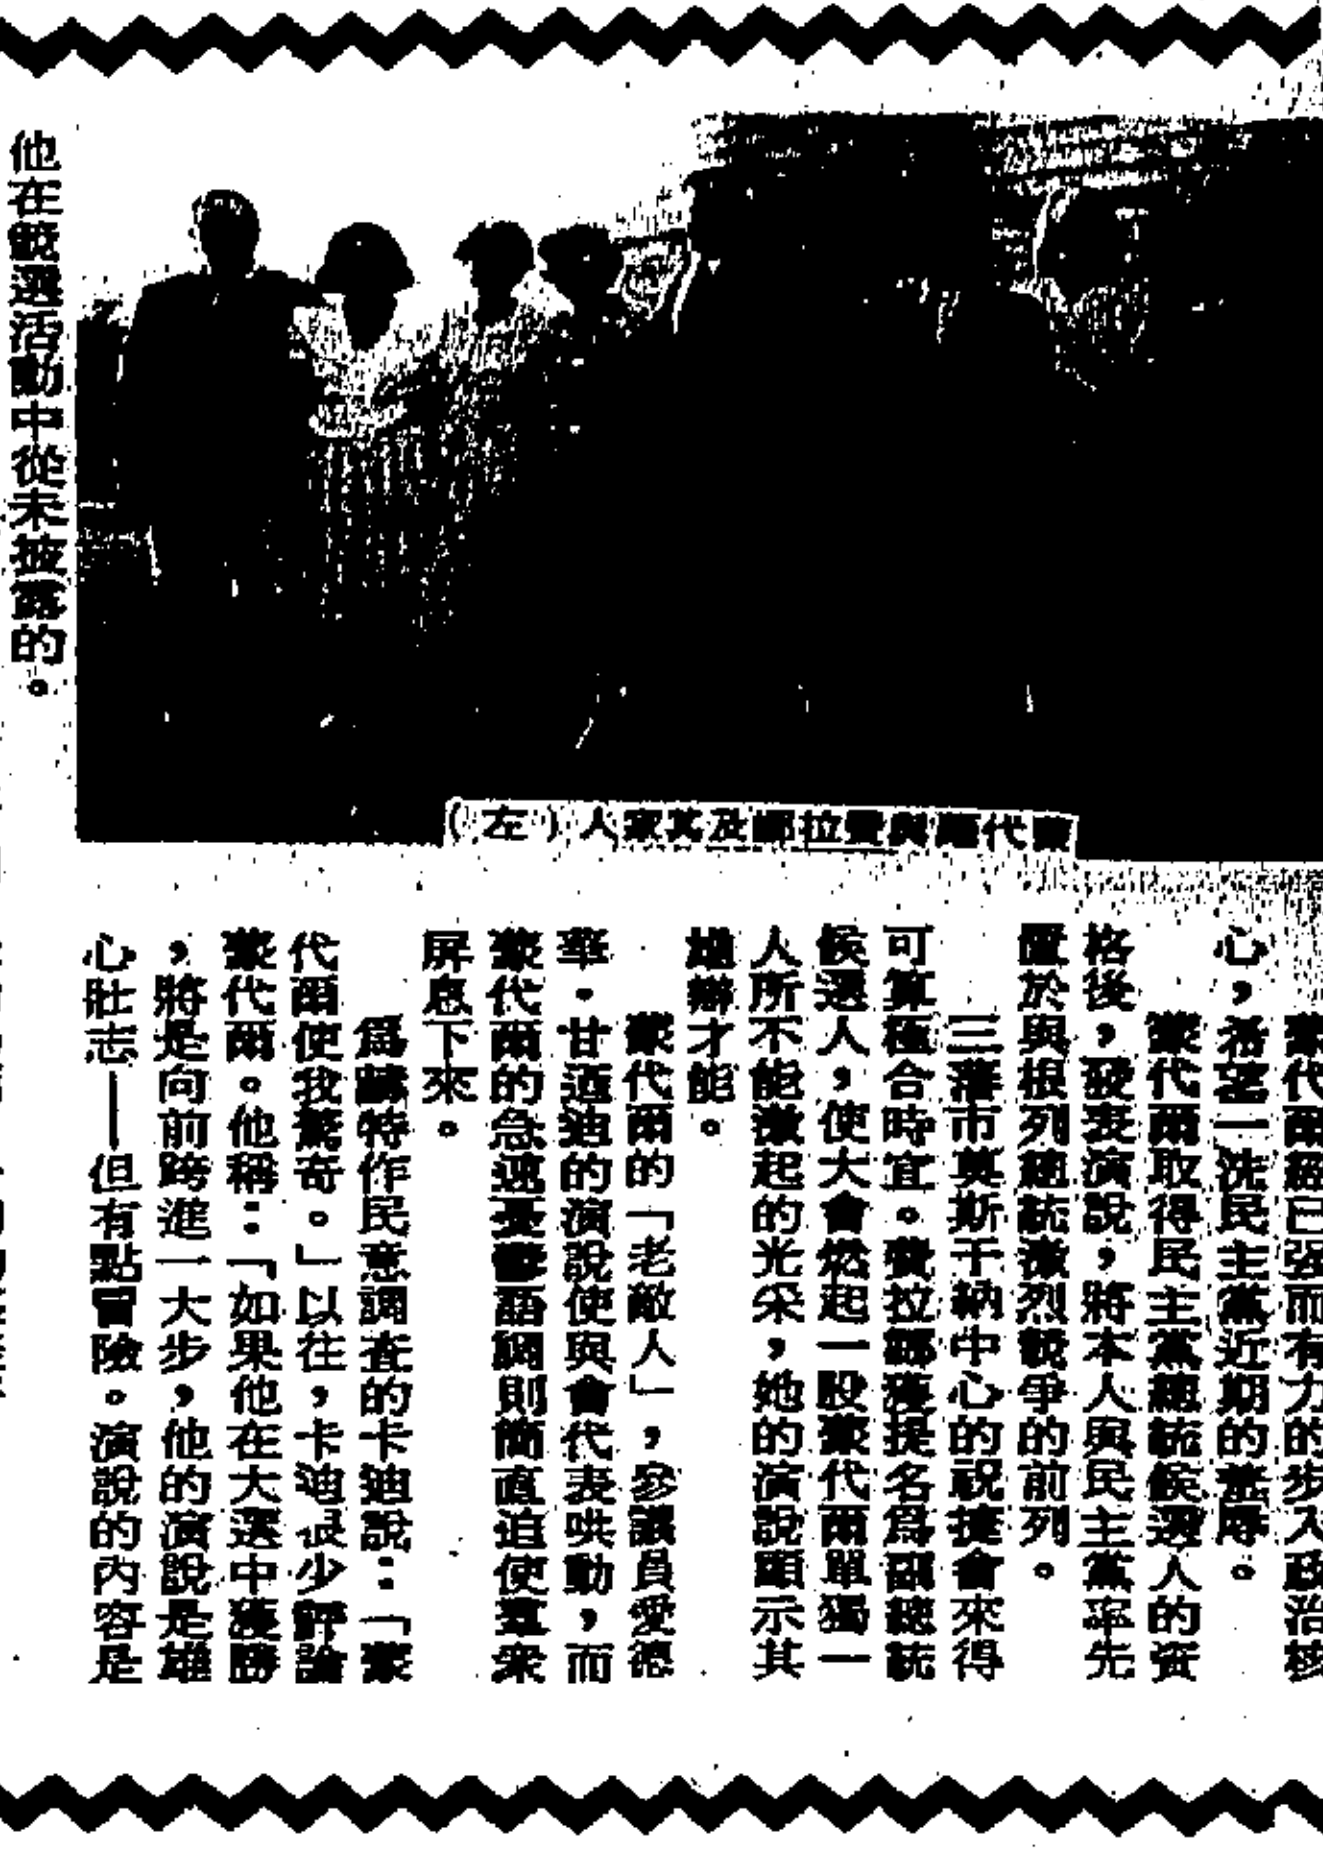 蒙代爾與費拉鄉及其家人(左)
蒙代爾經已强而有力的步入政治核
心,希望一洗民主黨近期的羞辱。
蒙代爾取得民主黨總統候選人的資
格後,發表演說,將本人與民主黨率先
置於與根列總統激烈競爭的前列。
三藩市莫斯干納中心的祝捷會來得
可算極合時宜。費拉鄉獲提名爲副總統
候選人,使大會燃起一股蒙代爾單獨一
人所不能激起的光采,她的演說顯示其
雄辯才能。
蒙代爾的「老敵人」,參議員愛德
華.甘迺迪的演說使與會代表哄動,而
蒙代爾的急速憂鬱語調則簡直迫使羣衆
屏息下來。
爲麟特作民意調查的卡迪說:「蒙
代爾使我驚奇。」以往,卡迪很少評論
蒙代爾。他稱:「如果他在大選中獲勝
,將是向前跨進一大步,他的演說是雄
心壯志——但有點冒險。演說的內容是
他在競選活動中從未披露的。